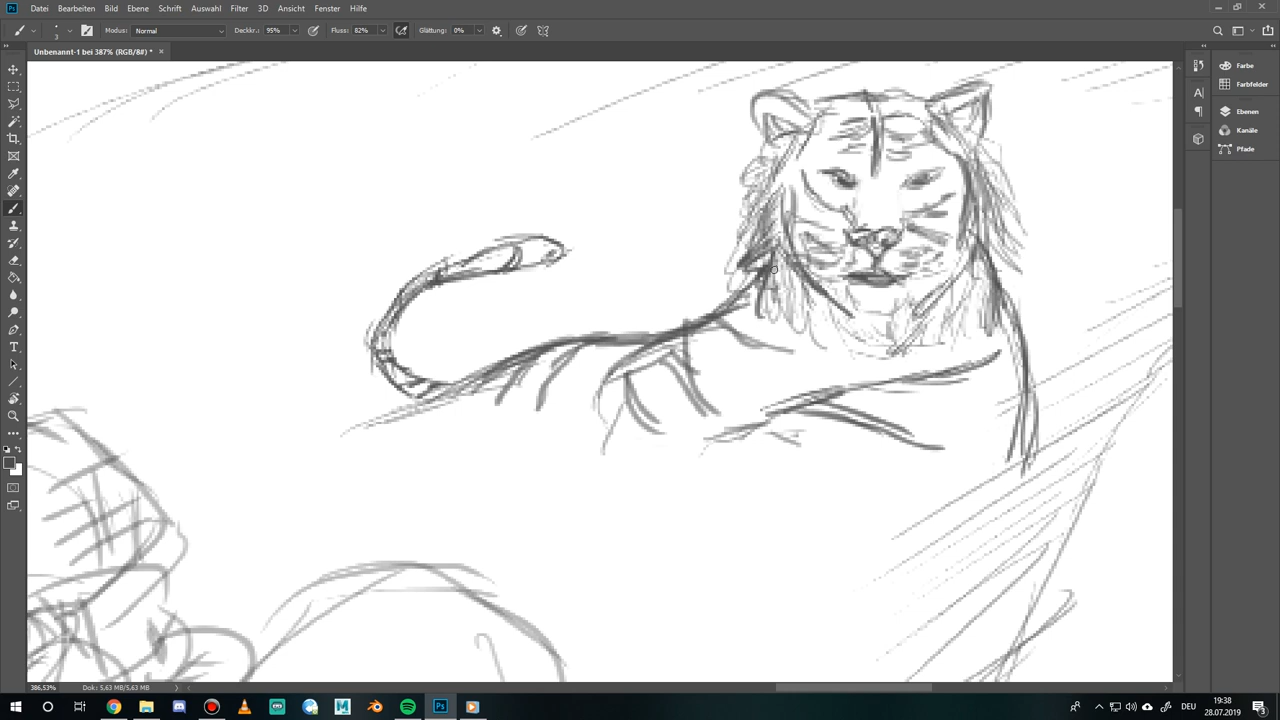 Datei Bearbeiten Bild Ebene Schrift Auswahl Filter 3D Ansicht Fenster Hilfe
3 Modus: Normal Deckkr.: 95% Fluss: 82% Glättung: 0%
Unbenannt-1 bei 387% (RGB/8#) * ×
Farbe
Farbfelder
Ebenen
Kanäle
Pfade
386,53% Dok: 5,63 MB/5,63 MB
DEU
19:38
28.07.2019